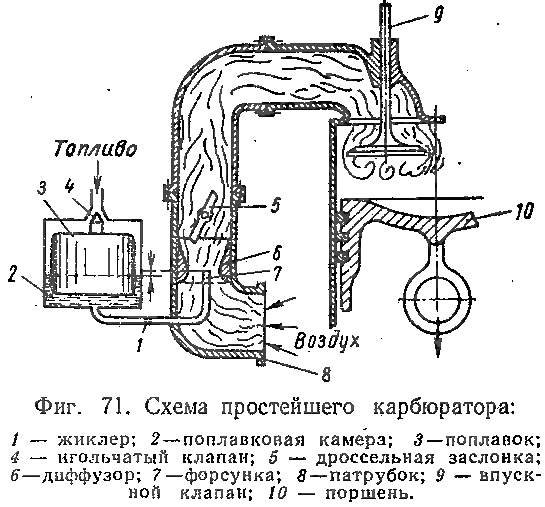 9
Топливо
3
4
5
10
6
2
7
1
Воздух
8
Фиг. 71. Схема простейшего карбюратора:
1 — жиклер; 2—поплавковая камера; 3—поплавок;
4 — игольчатый клапан; 5 — дроссельная заслонка;
6—диффузор; 7—форсунка; 8—патрубок; 9 — впуск-
ной клапан; 10 — поршень.